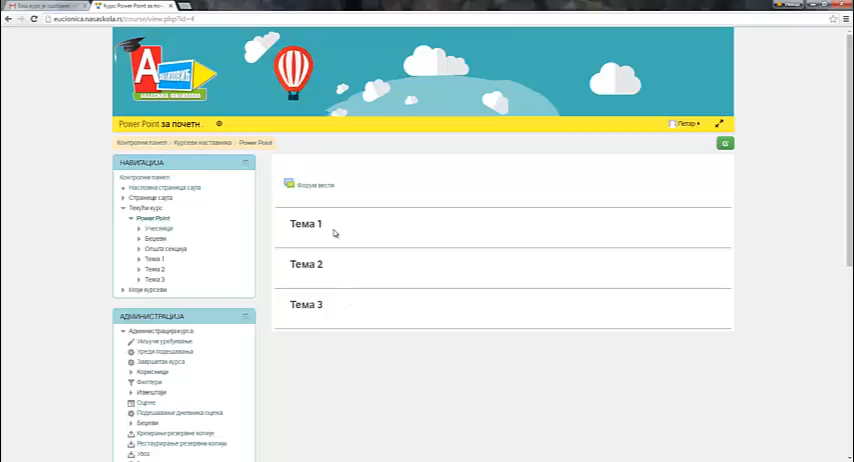 Курс: Power Point за поче
eucionica.nasaskola.rs/course/view.php?id=4
А
Power Point за почетн..
Петар
Контролни панел
Курсеви наставника
Power Point
НАВИГАЦИЈА
Контролни панел
Насловна страница сајта
Странице сајта
Текући курс
Power Point
Учесници
Беџеви
Општа секција
Тема 1
Тема 2
Тема 3
Моји курсеви
Форум вести
Тема 1
Тема 2
Тема 3
АДМИНИСТРАЦИЈА
Администрација курса
Укључи уређивање
Уреди подешавања
Завршетак курса
Корисници
Филтери
Извештаји
Оцене
Подешавање дневника оцена
Беџеви
Креирање резервне копије
Рестаурирање резервне копије
Увоз